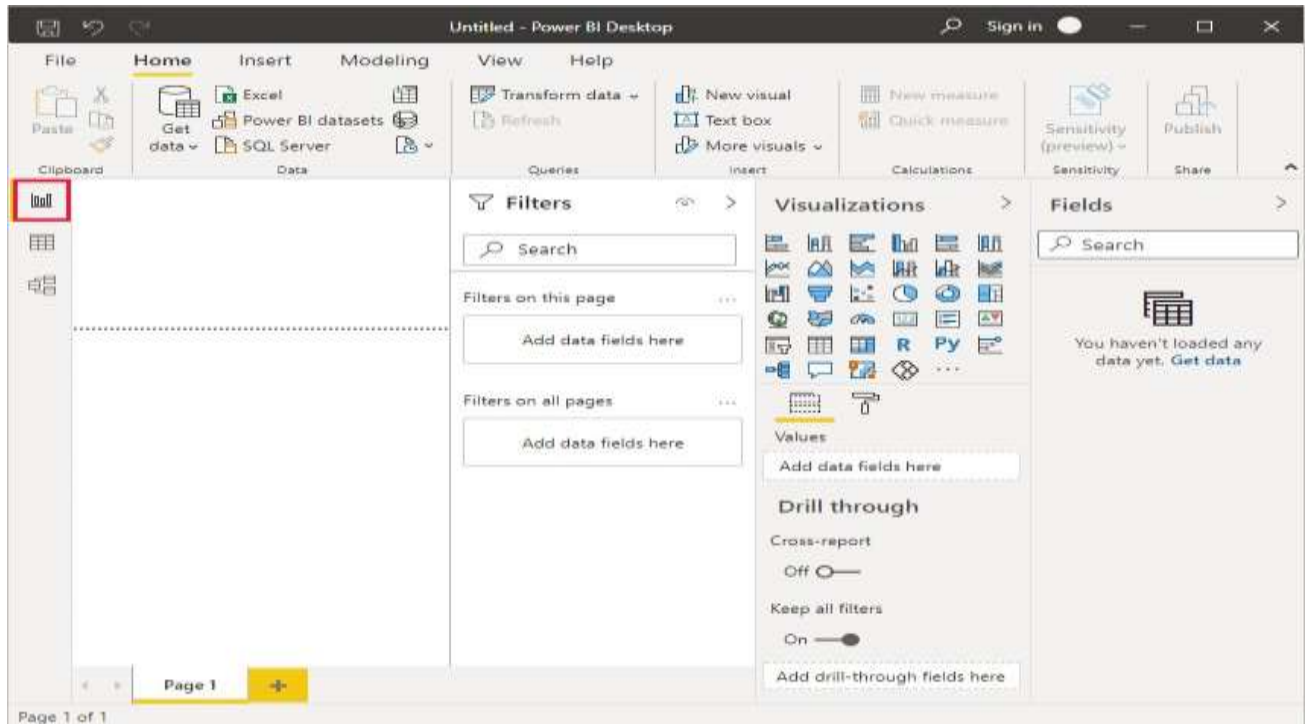 Untitled - Power BI Desktop
Sign in
File Home Insert Modeling View Help
Paste
Clipboard
Get data
Excel
Power BI datasets
SQL Server
Data
Transform data
Refresh
Queries
New visual
Text box
More visuals
Insert
New measure
Quick measure
Calculations
Sensitivity
(preview)
Sensitivity
Publish
Share
Filters
Search
Filters on this page
Add data fields here
Filters on all pages
Add data fields here
Visualizations
R Py
Values
Add data fields here
Drill through
Cross-report
Off
Keep all filters
On
Add drill-through fields here
Fields
Search
You haven't loaded any
data yet. Get data
Page 1
Page 1 of 1